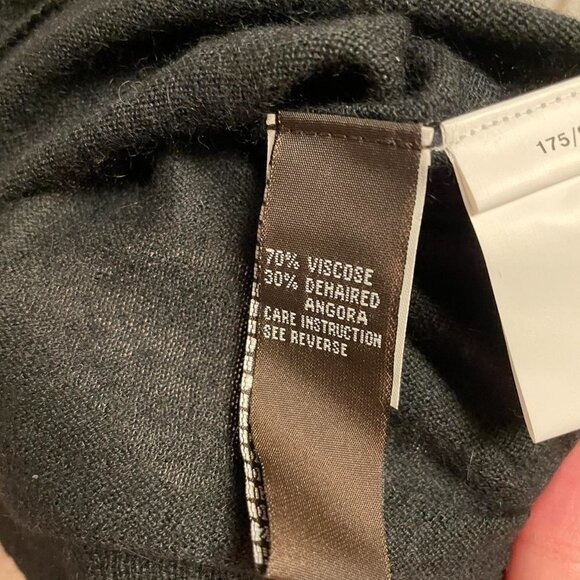 70% VISCOSE
30% DEHAIRED
ANGORA
CARE INSTRUCTION
SEE REVERSE
175/